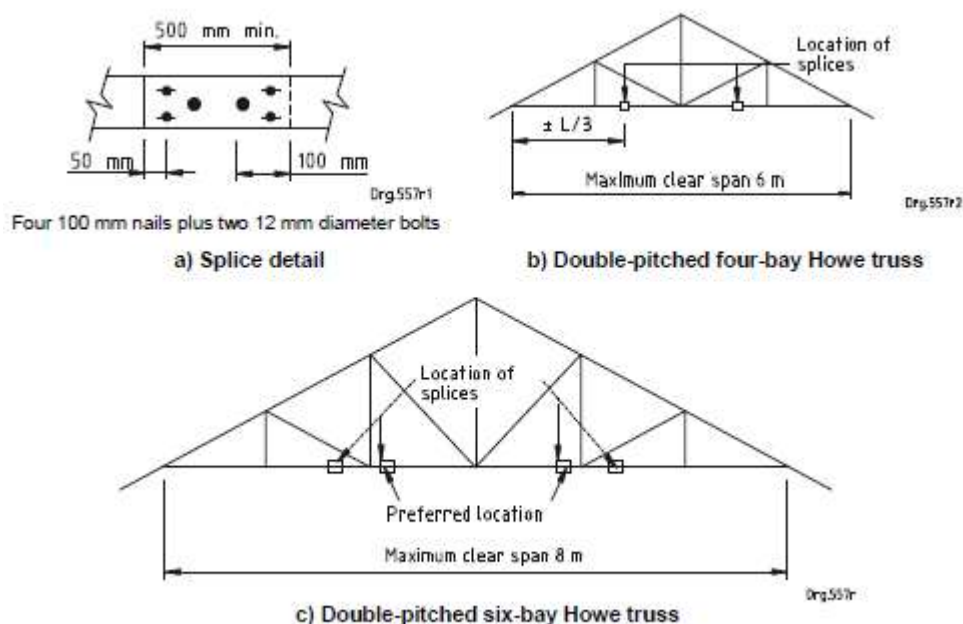 500 mm min.
50 mm
100 mm
Drg.557r1
Four 100 mm nails plus two 12 mm diameter bolts
a) Splice detail
Location of
splices
± L/3
Maximum clear span 6 m
Drg.557r2
b) Double-pitched four-bay Howe truss
Location of
splices
Preferred location
Maximum clear span 8 m
Drg.557r
c) Double-pitched six-bay Howe truss